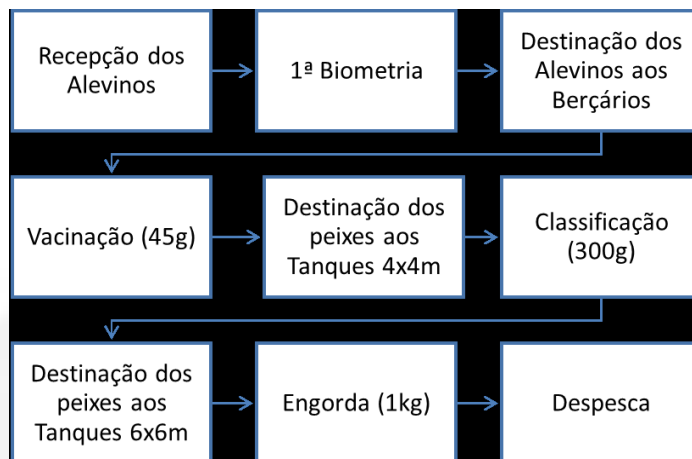 Recepção dos
Alevinos
1ª Biometria
Destinação dos
Alevinos aos
Berçários
Vacinação (45g)
Destinação dos
peixes aos
Tanques 4x4m
Classificação
(300g)
Destinação dos
peixes aos
Tanques 6x6m
Engorda (1kg)
Despesca